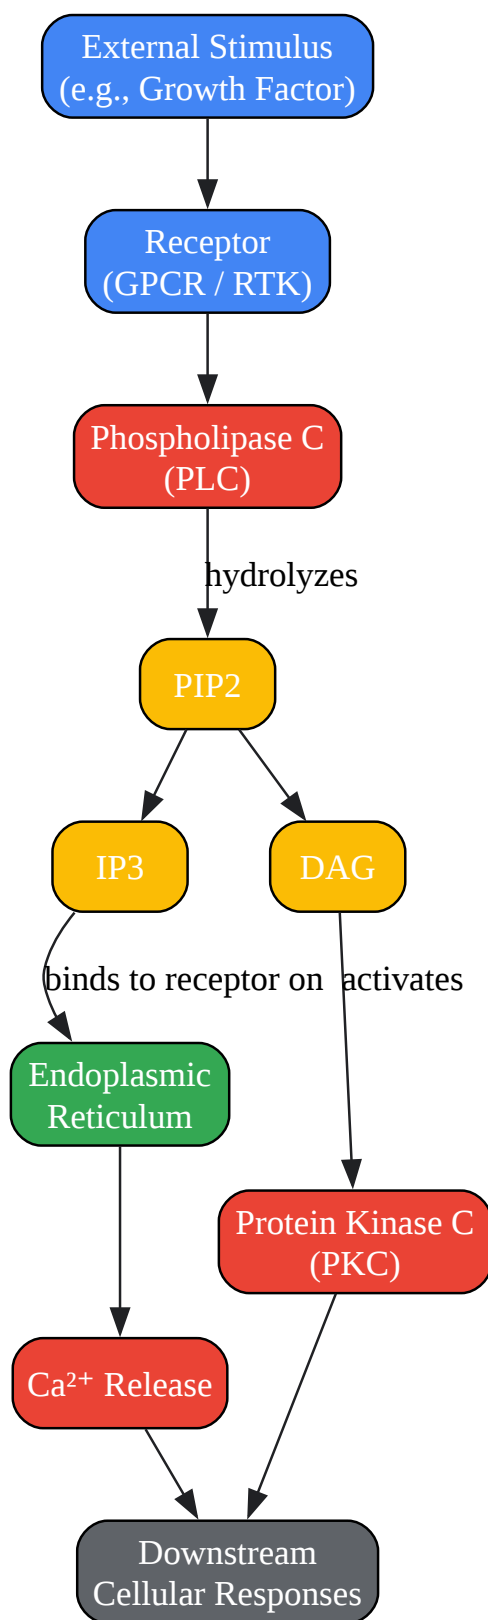 External Stimulus
(e.g., Growth Factor)
Receptor
(GPCR / RTK)
Phospholipase C
(PLC)
hydrolyzes
PIP2
IP3
DAG
binds to receptor on
activates
Endoplasmic
Reticulum
Protein Kinase C
(PKC)
Ca²⁺ Release
Downstream
Cellular Responses